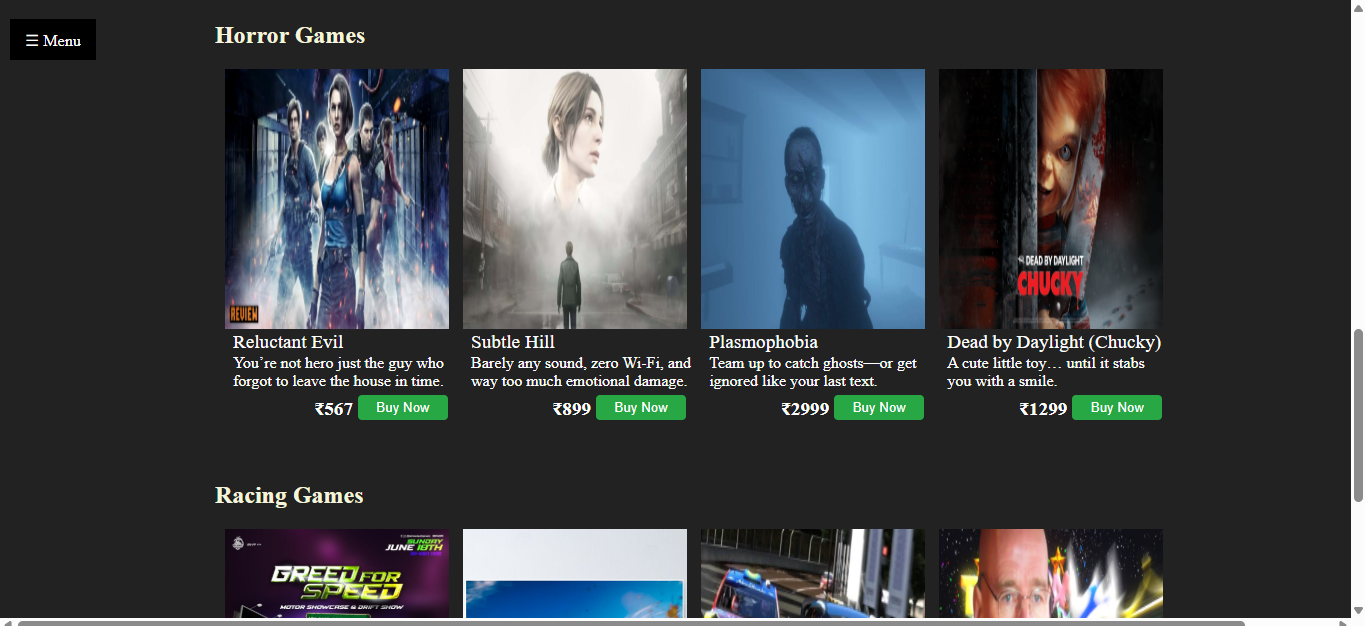 ☰ Menu
Horror Games
REVIEW
DEAD BY DAYLIGHT
CHUCKY
Reluctant Evil
You’re not hero just the guy who
forgot to leave the house in time.
₹567 Buy Now
Subtle Hill
Barely any sound, zero Wi-Fi, and
way too much emotional damage.
₹899 Buy Now
Plasmophobia
Team up to catch ghosts—or get
ignored like your last text.
₹2999 Buy Now
Dead by Daylight (Chucky)
A cute little toy… until it stabs
you with a smile.
₹1299 Buy Now
Racing Games
SUNDAY
JUNE 18TH
GREED FOR
SPEED
MOTOR SHOWCASE & DRIFT SHOW